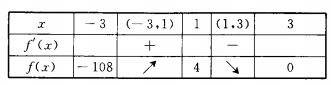 x −3 (−3,1) 1 (1.3) 3
f′(x) + −
f(x) −108 ↗ 4 ↘ 0